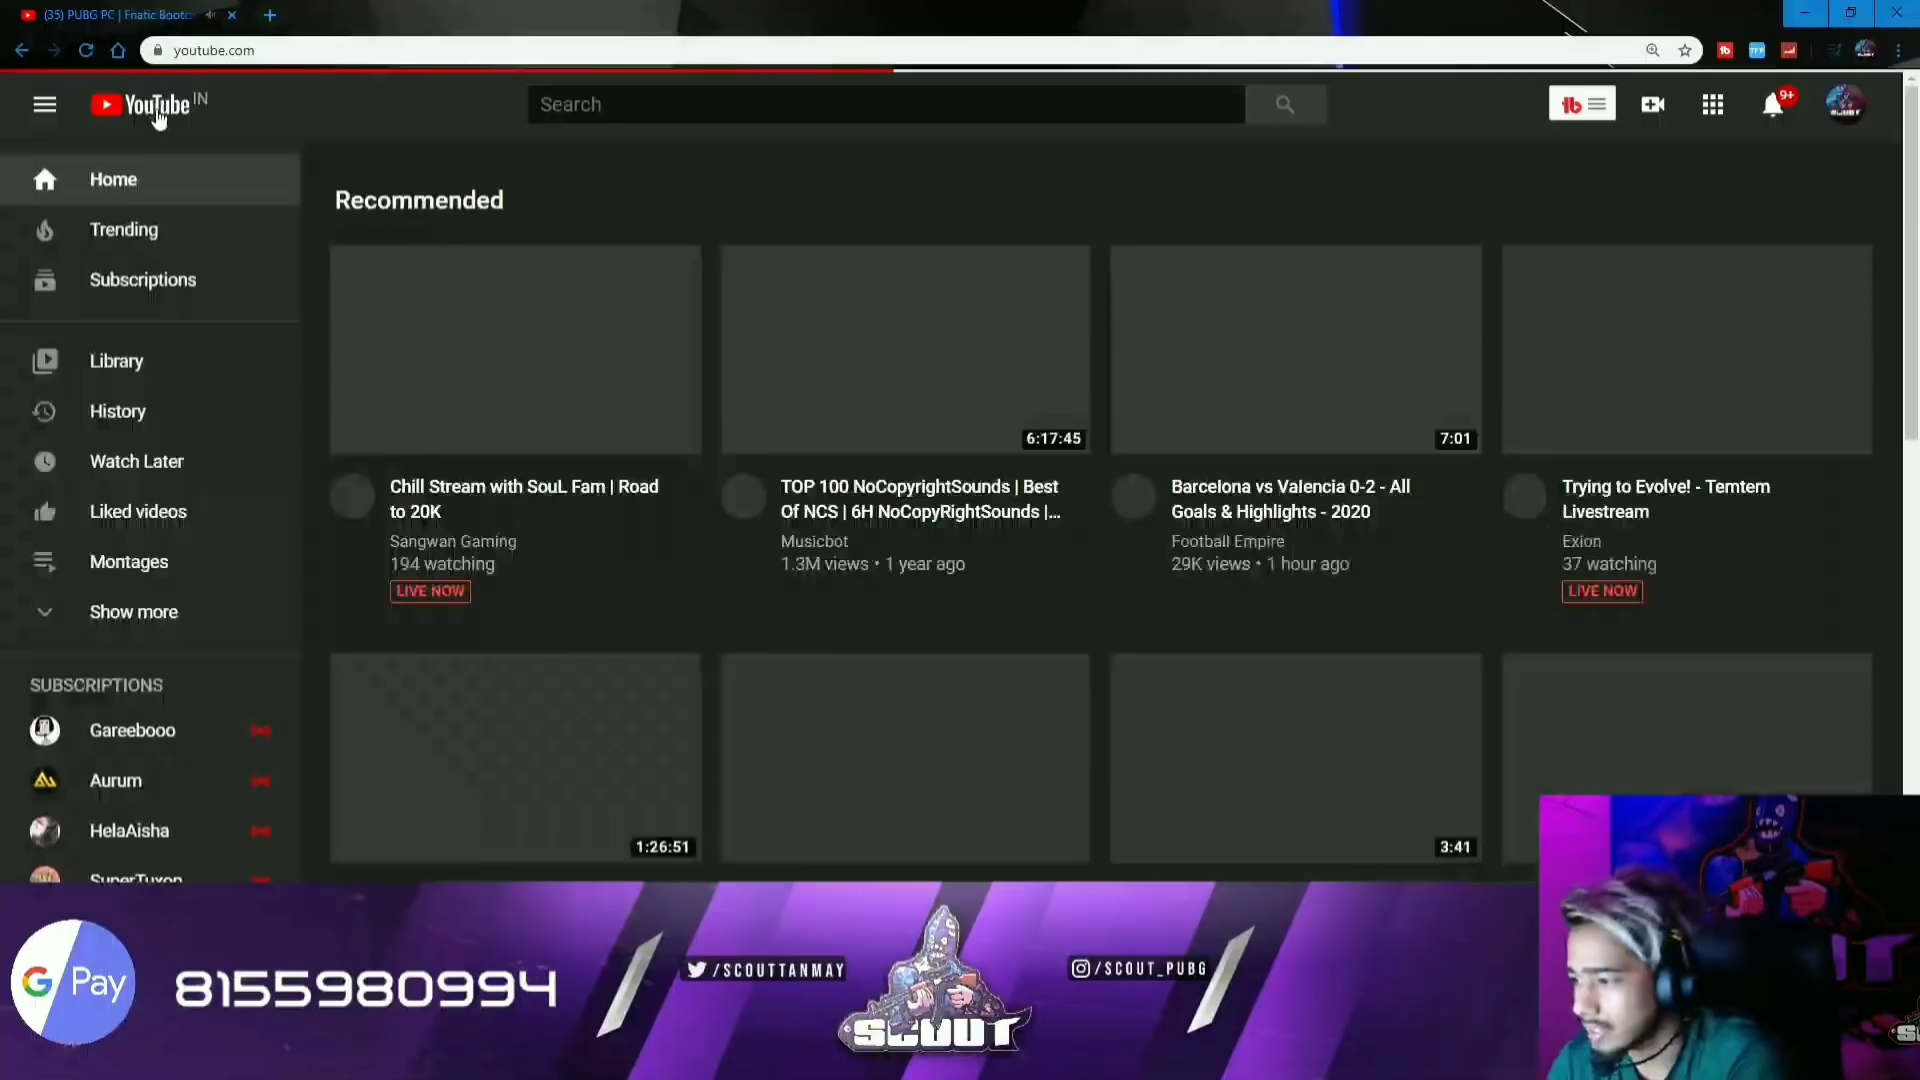 (35) PUBG PC | Fnatic Bootc
youtube.com
YouTube IN
Search
9+
Home
Trending
Subscriptions
Library
History
Watch Later
Liked videos
Montages
Show more
SUBSCRIPTIONS
Gareebooo
Aurum
HelaAisha
SuperTuxon
Recommended
6:17:45
7:01
Chill Stream with SouL Fam | Road
to 20K
Sangwan Gaming
194 watching
LIVE NOW
TOP 100 NoCopyrightSounds | Best
Of NCS | 6H NoCopyRightSounds |...
Musicbot
1.3M views • 1 year ago
Barcelona vs Valencia 0-2 - All
Goals & Highlights - 2020
Football Empire
29K views • 1 hour ago
Trying to Evolve! - Temtem
Livestream
Exion
37 watching
LIVE NOW
1:26:51
3:41
G Pay
8155980994
/SCOUTTANMAY
SCOUT
/SCOUT_PUBG